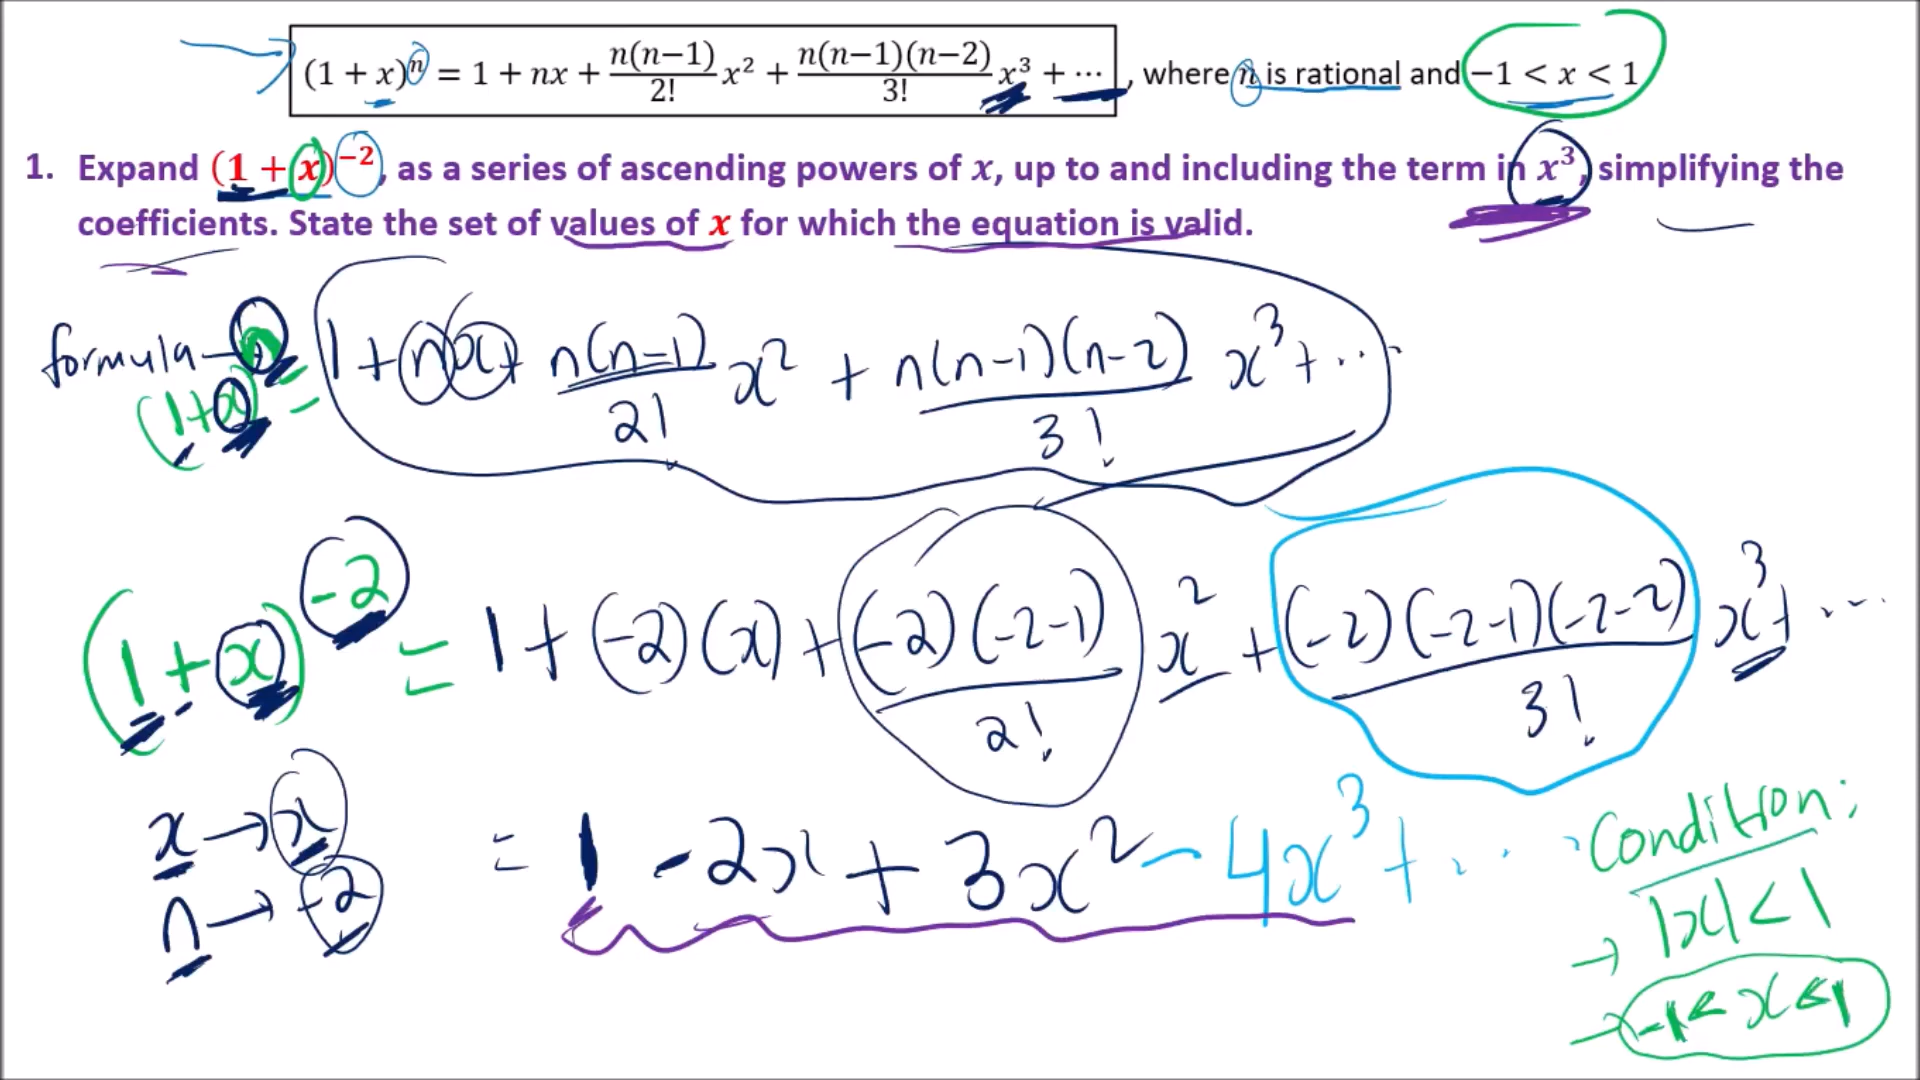 (1 + x)ⁿ = 1 + nx + n(n−1)/2! x² + n(n−1)(n−2)/3! x³ + ⋯ , where n is rational and −1 < x < 1
1. Expand (1 + x)⁻², as a series of ascending powers of x, up to and including the term in x³, simplifying the
coefficients. State the set of values of x for which the equation is valid.
formula →
(1+x)ⁿ = 1 + nx + n(n−1)/2! x² + n(n−1)(n−2)/3! x³ + ...
(1+x)⁻² = 1 + (−2)(x) + (−2)(−2−1)/2! x² + (−2)(−2−1)(−2−2)/3! x³ + ...
x → x
n → −2
= 1 − 2x + 3x² − 4x³ + ...
Condition:
→ |x| < 1
→ −1 < x < 1